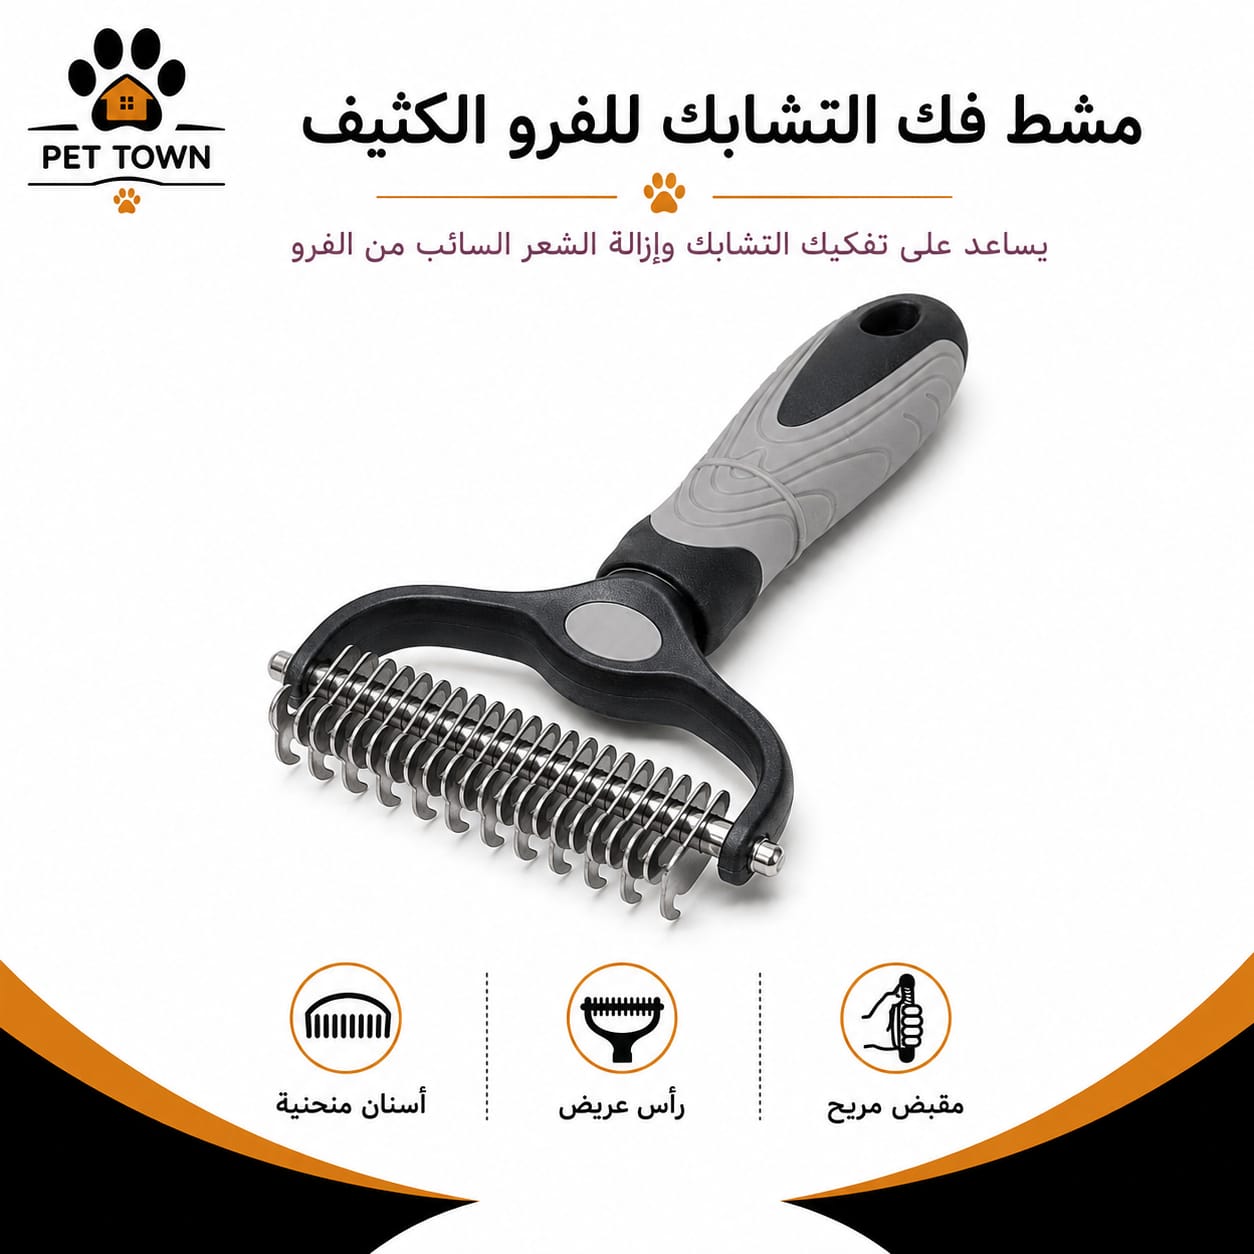 PET TOWN
مشط فك التشابك للفرو الكثيف
يساعد على تفكيك التشابك وإزالة الشعر السائب من الفرو
مقبض مريح
رأس عريض
أسنان منحنية